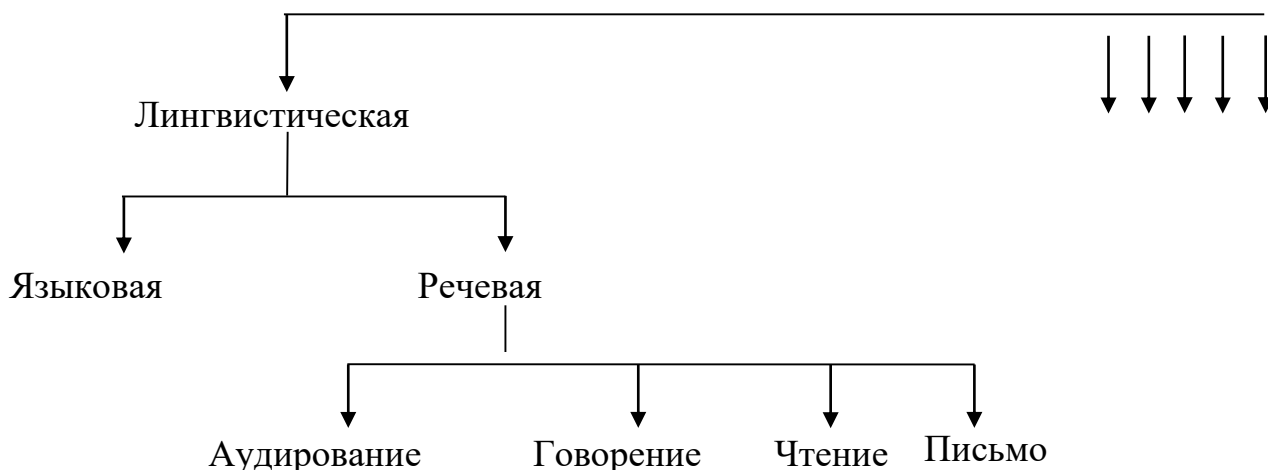 Лингвистическая
Языковая Речевая
Аудирование Говорение Чтение Письмо